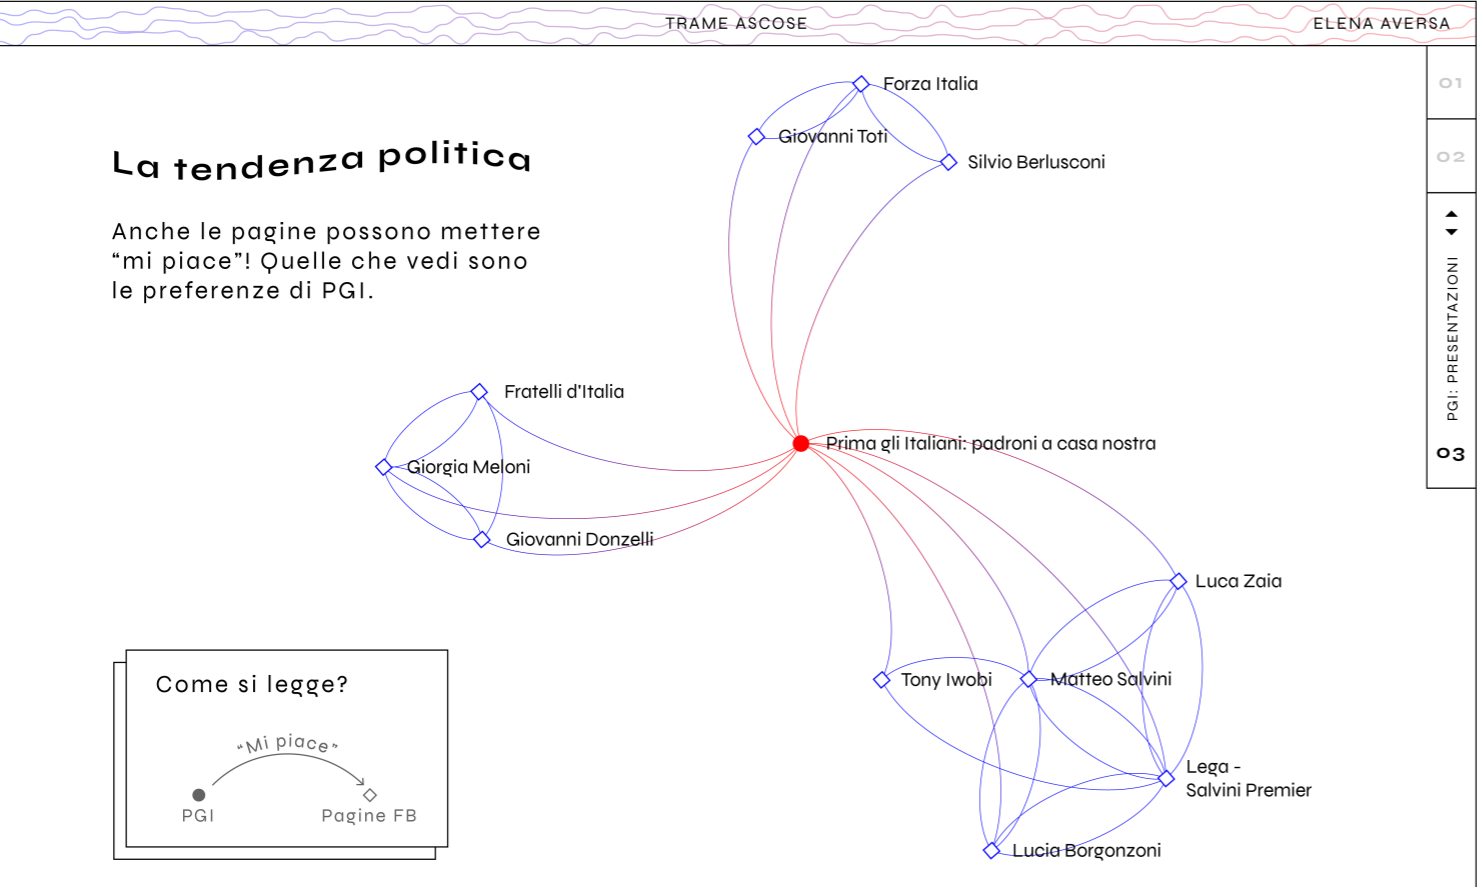 TRAME ASCOSE
ELENA AVERSA
01
02
PGI: PRESENTAZIONI
03
La tendenza politica
Anche le pagine possono mettere
“mi piace”! Quelle che vedi sono
le preferenze di PGI.
Forza Italia
Giovanni Toti
Silvio Berlusconi
Fratelli d'Italia
Giorgia Meloni
Giovanni Donzelli
Prima gli Italiani: padroni a casa nostra
Luca Zaia
Tony Iwobi
Matteo Salvini
Lega -
Salvini Premier
Lucia Borgonzoni
Come si legge?
“Mi piace”
PGI
Pagine FB